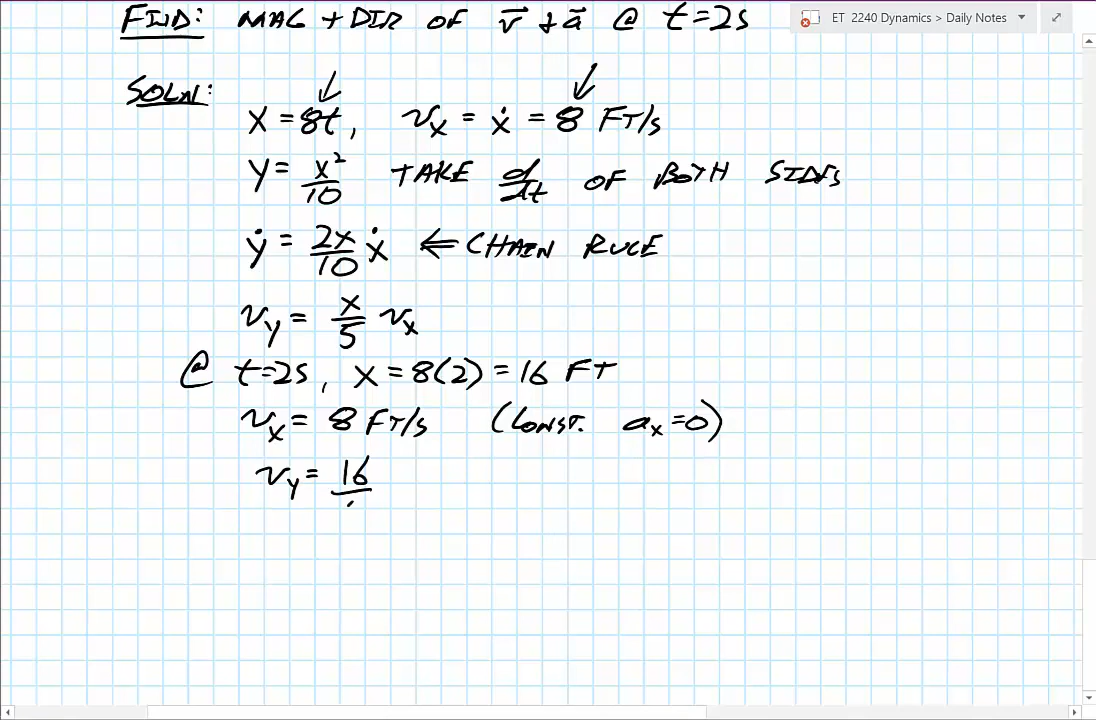 FIND: MAG + DIR OF v⃗ & a⃗ @ t=2s
ET 2240 Dynamics > Daily Notes
SOLN:
x = 8t, vₓ = ẋ = 8 FT/s
y = x²/10 TAKE d/dt OF BOTH SIDES
ẏ = 2x/10 ẋ ⇐ CHAIN RULE
v_y = x/5 vₓ
@ t=2s, x = 8(2) = 16 FT
vₓ = 8 FT/s (CONST. aₓ=0)
v_y = 16/